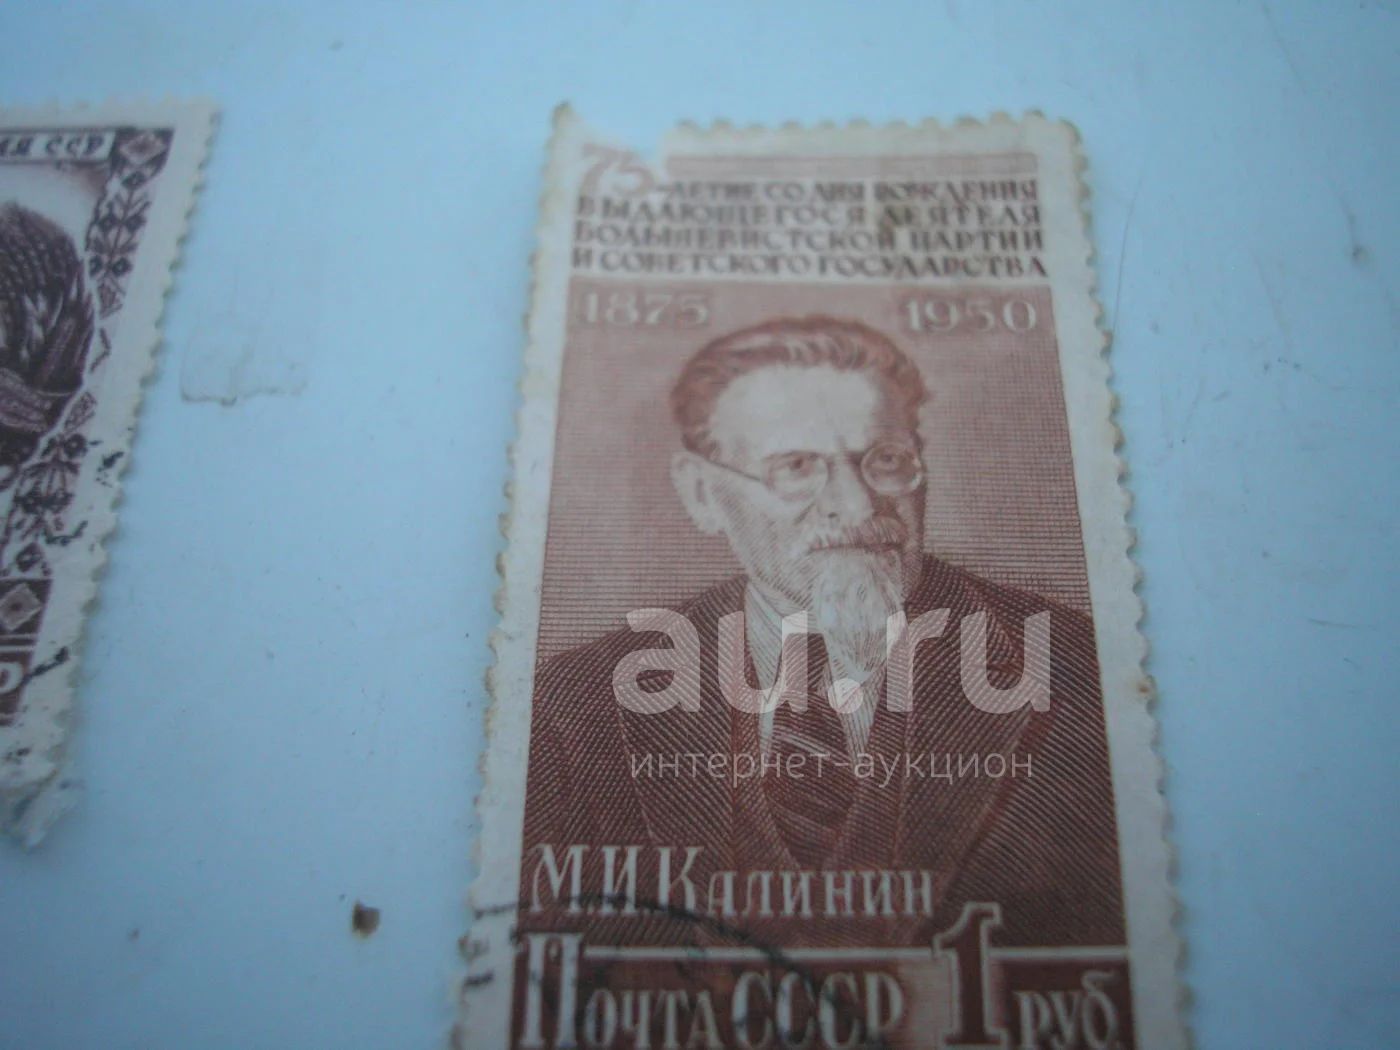 ССР
75-ЛЕТИЕ СО ДНЯ РОЖДЕНИЯ
ВЫДАЮЩЕГОСЯ ДЕЯТЕЛЯ
БОЛЬШЕВИСТСКОЙ ПАРТИИ
И СОВЕТСКОГО ГОСУДАРСТВА
1875 1950
au.ru
интернет-аукцион
М.И.КАЛИНИН
ПОЧТА СССР 1 РУБ.